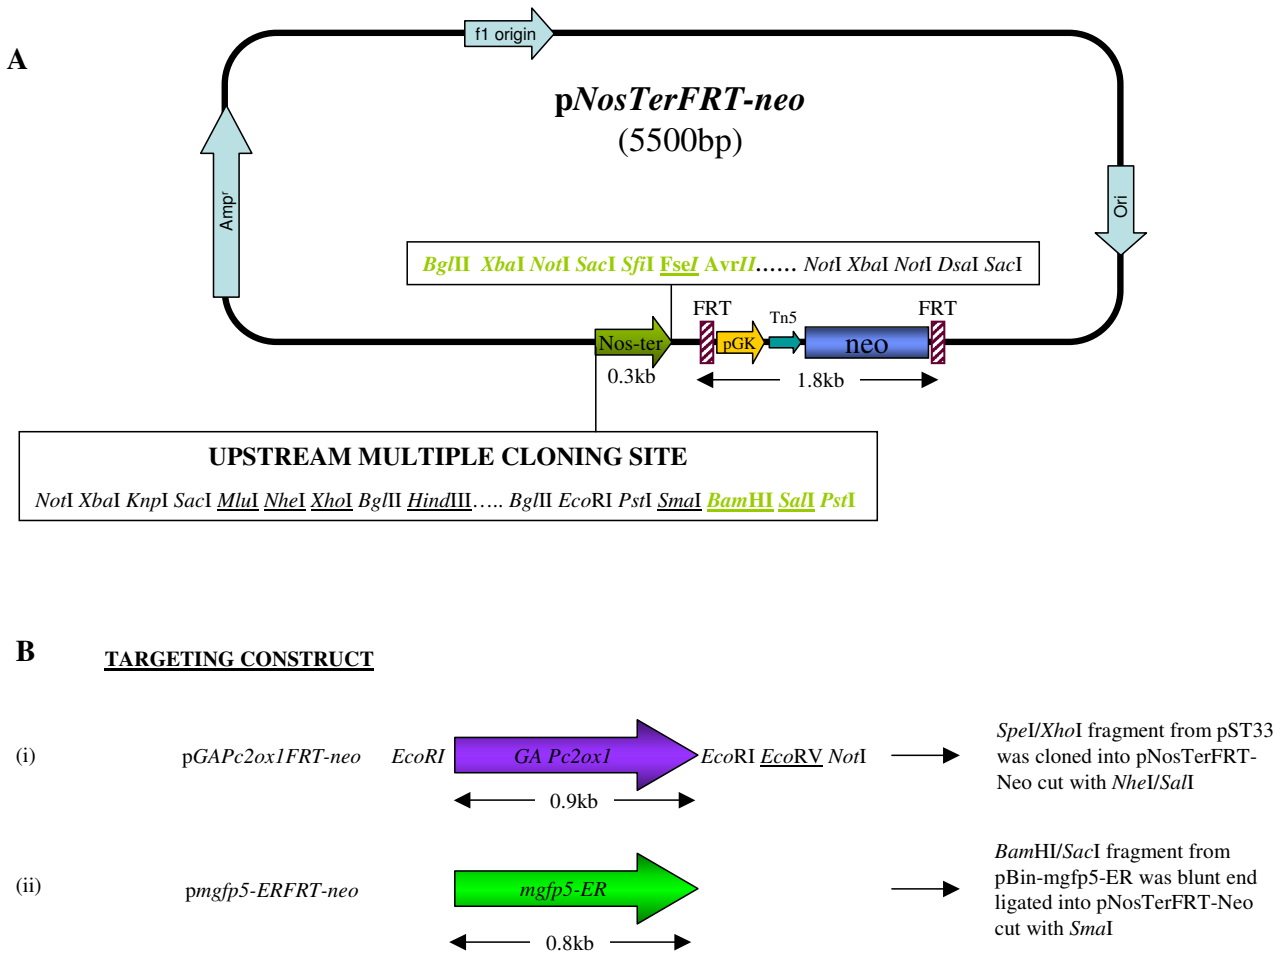 A
f1 origin
pNosTerFRT-neo
(5500bp)
Ampr
Ori
BglII XbaI NotI SacI SfiI FseI AvrII...... NotI XbaI NotI DsaI SacI
FRT
Tn5
FRT
Nos-ter
pGK
neo
0.3kb
1.8kb
UPSTREAM MULTIPLE CLONING SITE
NotI XbaI KnpI SacI MluI NheI XhoI BglII HindIII..... BglII EcoRI PstI SmaI BamHI SalI PstI
B
TARGETING CONSTRUCT
(i)
pGAPc2ox1FRT-neo
EcoRI
GA Pc2ox1
EcoRI EcoRV NotI
0.9kb
SpeI/XhoI fragment from pST33
was cloned into pNosTerFRT-
Neo cut with NheI/SalI
(ii)
pmgfp5-ERFRT-neo
mgfp5-ER
0.8kb
BamHI/SacI fragment from
pBin-mgfp5-ER was blunt end
ligated into pNosTerFRT-Neo
cut with SmaI